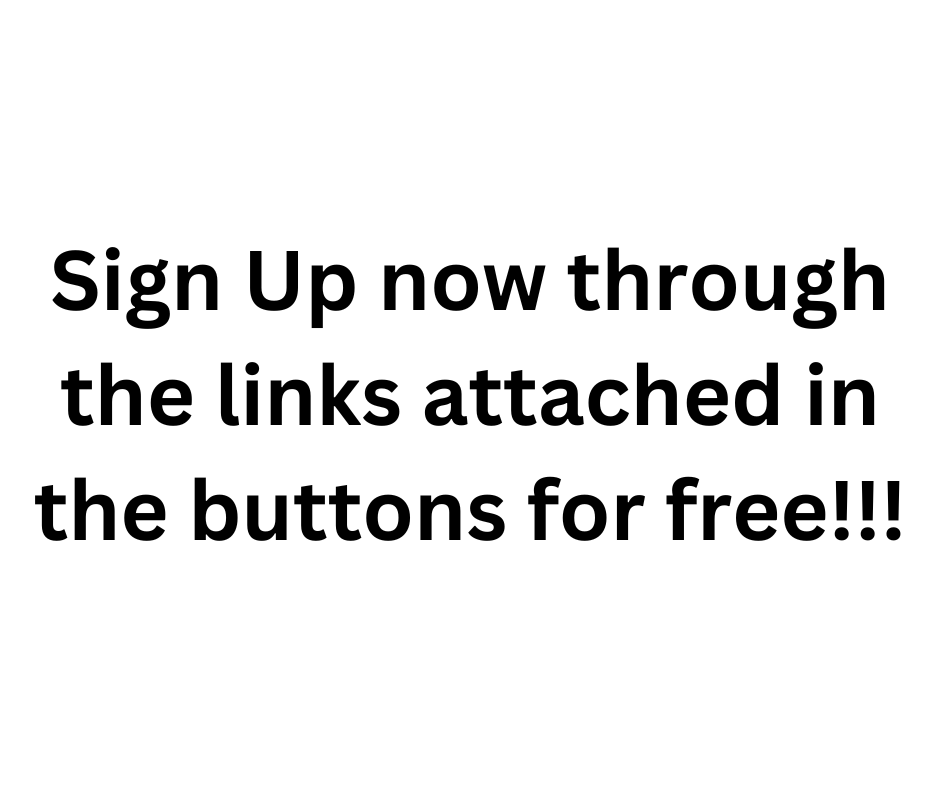 Sign Up now through
the links attached in
the buttons for free!!!